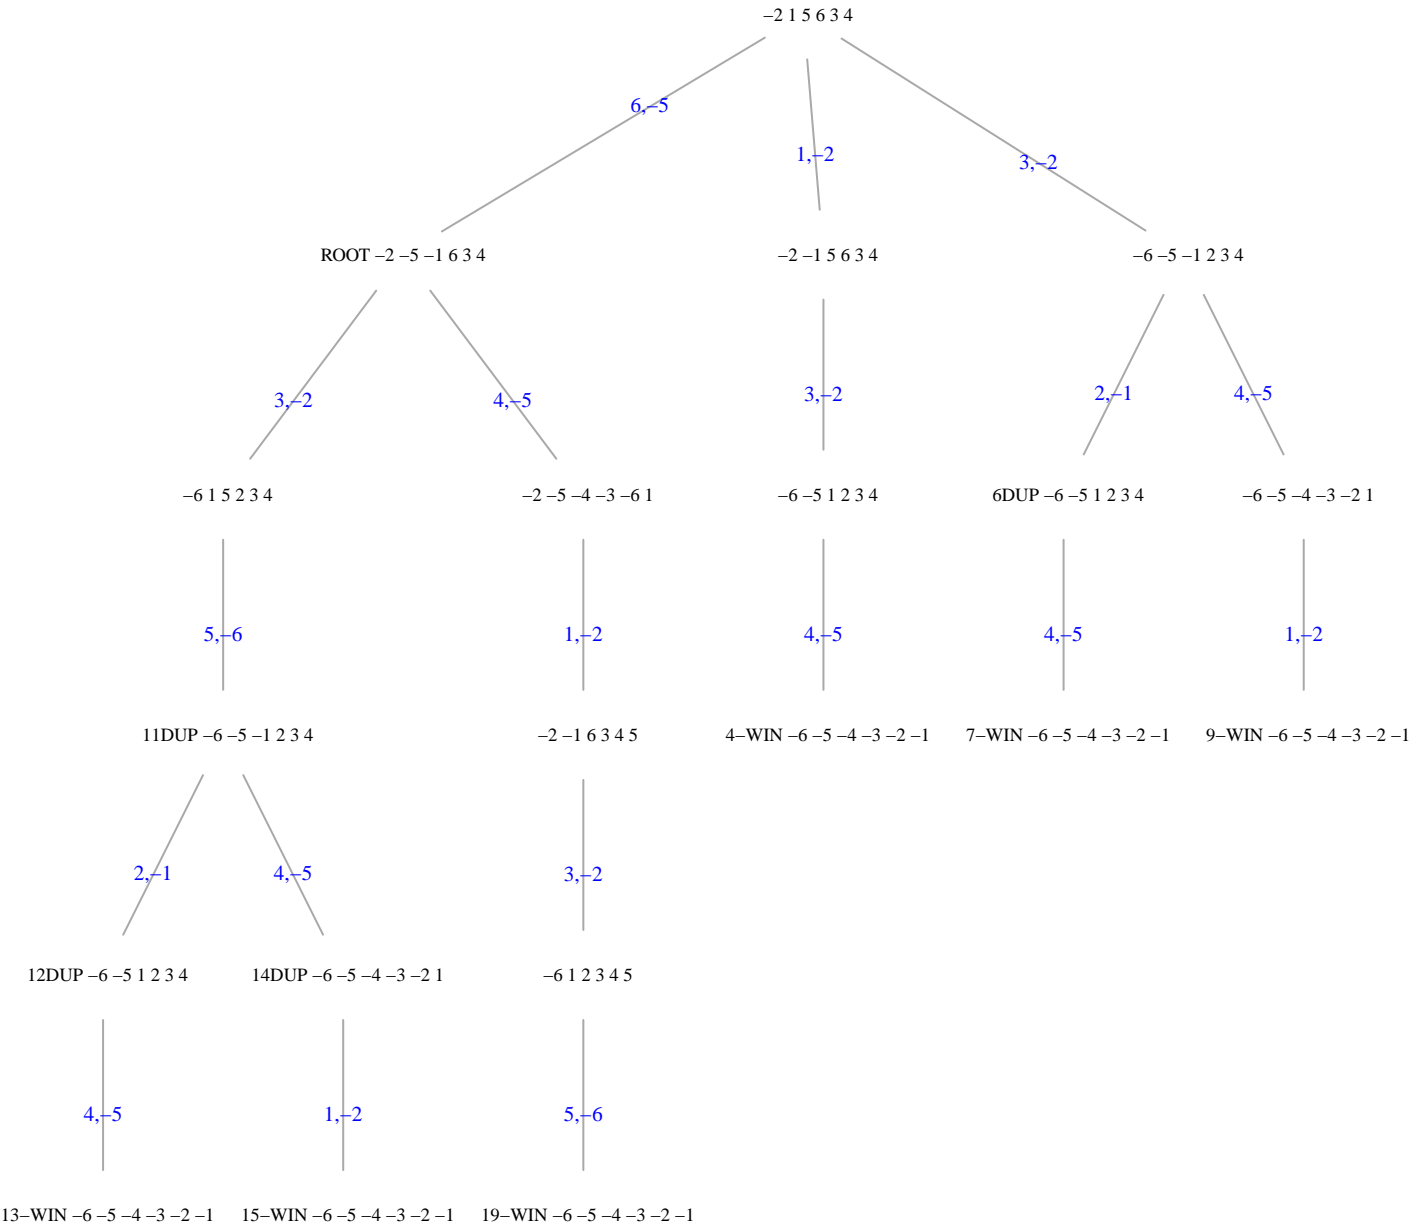 –2 1 5 6 3 4
6,–5
1,–2
3,–2
ROOT –2 –5 –1 6 3 4
–2 –1 5 6 3 4
–6 –5 –1 2 3 4
3,–2
4,–5
3,–2
2,–1
4,–5
–6 1 5 2 3 4
–2 –5 –4 –3 –6 1
–6 –5 1 2 3 4
6DUP –6 –5 1 2 3 4
–6 –5 –4 –3 –2 1
5,–6
1,–2
4,–5
4,–5
1,–2
11DUP –6 –5 –1 2 3 4
–2 –1 6 3 4 5
4–WIN –6 –5 –4 –3 –2 –1
7–WIN –6 –5 –4 –3 –2 –1
9–WIN –6 –5 –4 –3 –2 –1
2,–1
4,–5
3,–2
12DUP –6 –5 1 2 3 4
14DUP –6 –5 –4 –3 –2 1
–6 1 2 3 4 5
4,–5
1,–2
5,–6
13–WIN –6 –5 –4 –3 –2 –1
15–WIN –6 –5 –4 –3 –2 –1
19–WIN –6 –5 –4 –3 –2 –1